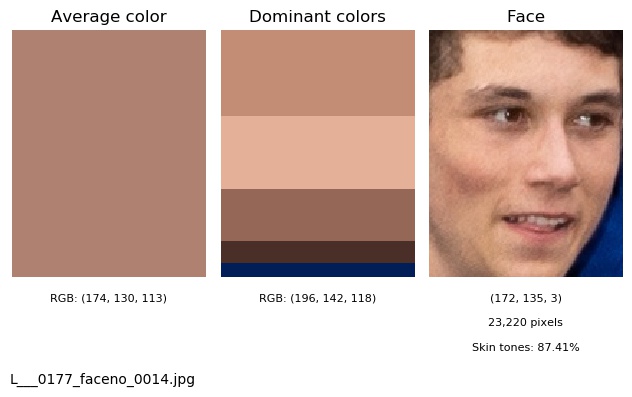 Average color
Dominant colors
Face
RGB: (174, 130, 113)
RGB: (196, 142, 118)
(172, 135, 3)
23,220 pixels
Skin tones: 87.41%
L___0177_faceno_0014.jpg